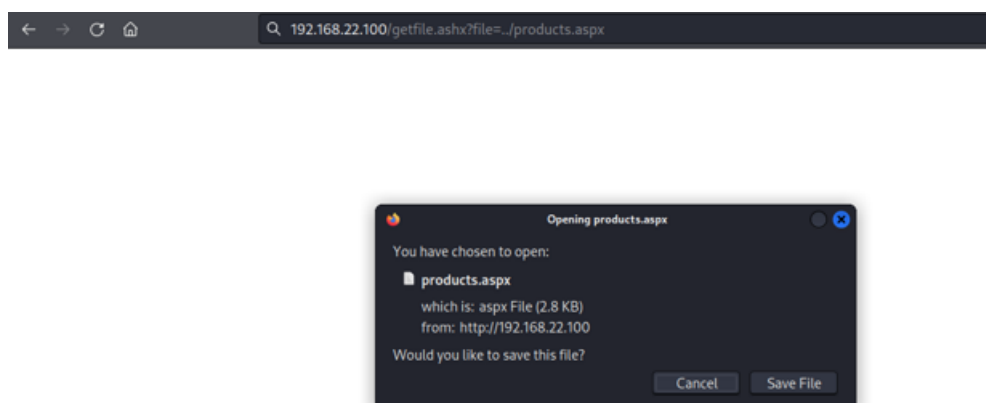 192.168.22.100/getfile.ashx?file=../products.aspx
Opening products.aspx
You have chosen to open:
products.aspx
which is: aspx File (2.8 KB)
from: http://192.168.22.100
Would you like to save this file?
Cancel Save File